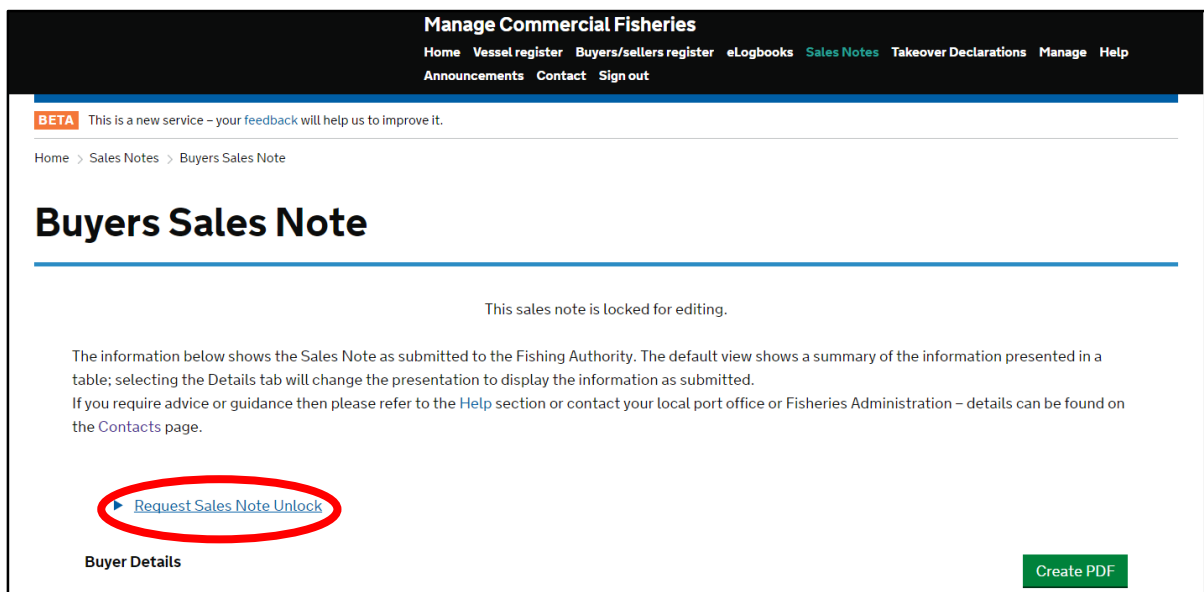 Manage Commercial Fisheries
Home Vessel register Buyers/sellers register eLogbooks Sales Notes Takeover Declarations Manage Help
Announcements Contact Sign out
BETA This is a new service – your feedback will help us to improve it.
Home > Sales Notes > Buyers Sales Note
Buyers Sales Note
This sales note is locked for editing.
The information below shows the Sales Note as submitted to the Fishing Authority. The default view shows a summary of the information presented in a
table; selecting the Details tab will change the presentation to display the information as submitted.
If you require advice or guidance then please refer to the Help section or contact your local port office or Fisheries Administration – details can be found on
the Contacts page.
Request Sales Note Unlock
Buyer Details
Create PDF